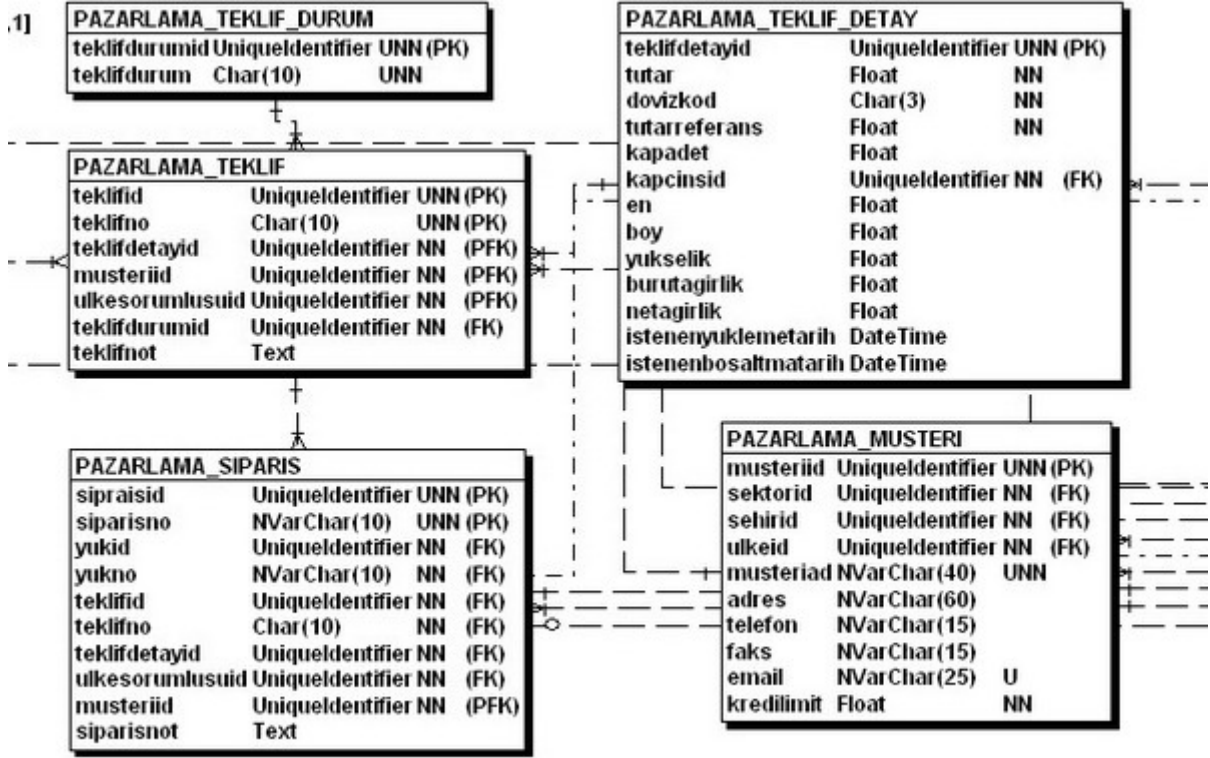 ,1]
PAZARLAMA_TEKLIF_DURUM
teklifdurumid UniqueIdentifier UNN (PK)
teklifdurum Char(10) UNN
PAZARLAMA_TEKLIF
teklifid UniqueIdentifier UNN (PK)
teklifno Char(10) UNN (PK)
teklifdetayid UniqueIdentifier NN (PFK)
musteriid UniqueIdentifier NN (PFK)
ulkesorumlusuid UniqueIdentifier NN (PFK)
teklifdurumid UniqueIdentifier NN (FK)
teklifnot Text
PAZARLAMA_SIPARIS
sipraisid UniqueIdentifier UNN (PK)
siparisno NVarChar(10) UNN (PK)
yukid UniqueIdentifier NN (FK)
yukno NVarChar(10) NN (FK)
teklifid UniqueIdentifier NN (FK)
teklifno Char(10) NN (FK)
teklifdetayid UniqueIdentifier NN (FK)
ulkesorumlusuid UniqueIdentifier NN (FK)
musteriid UniqueIdentifier NN (PFK)
siparisnot Text
PAZARLAMA_TEKLIF_DETAY
teklifdetayid UniqueIdentifier UNN (PK)
tutar Float NN
dovizkod Char(3) NN
tutarreferans Float NN
kapadet Float
kapcinsid UniqueIdentifier NN (FK)
en Float
boy Float
yukselik Float
burutagirlik Float
netagirlik Float
istenenyuklemetarih DateTime
istenenbosaltmatarih DateTime
PAZARLAMA_MUSTERI
musteriid UniqueIdentifier UNN (PK)
sektorid UniqueIdentifier NN (FK)
sehirid UniqueIdentifier NN (FK)
ulkeid UniqueIdentifier NN (FK)
musteriad NVarChar(40) UNN
adres NVarChar(60)
telefon NVarChar(15)
faks NVarChar(15)
email NVarChar(25) U
kredilimit Float NN